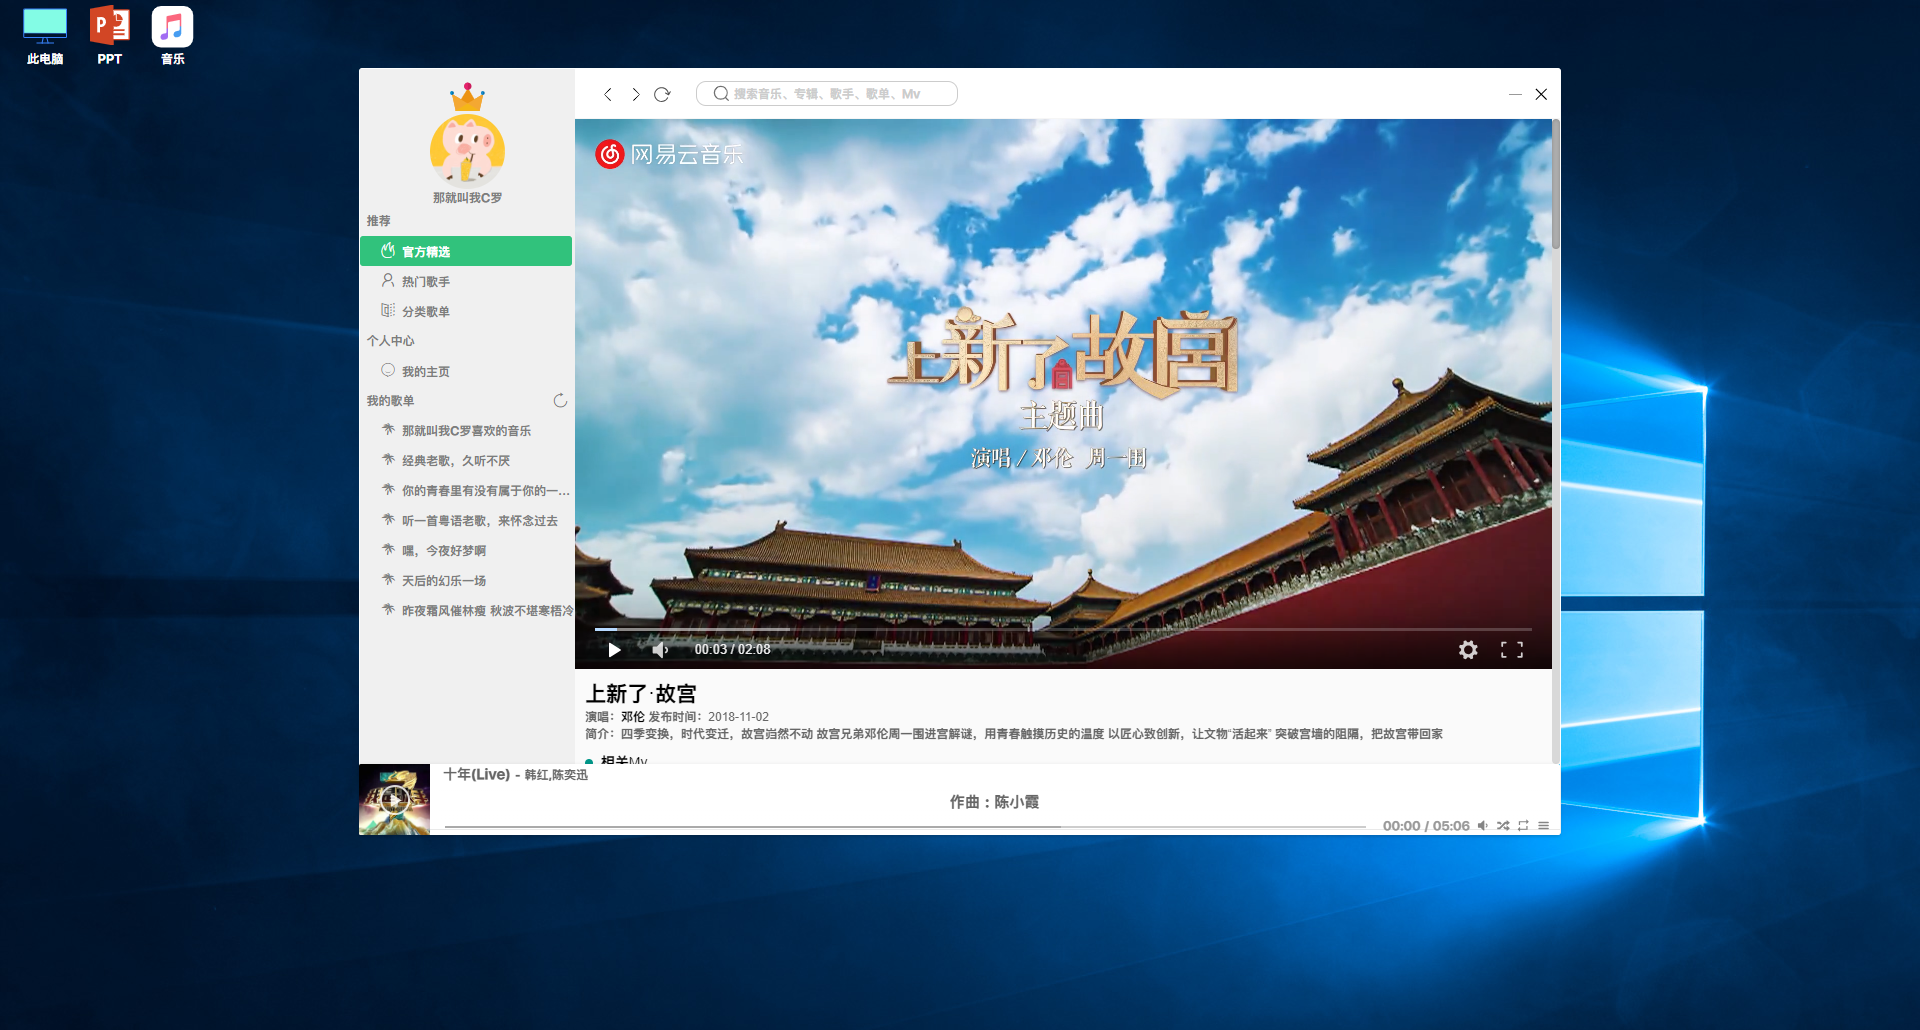 此电脑
PPT
音乐
那就叫我C罗
推荐
官方精选
热门歌手
分类歌单
个人中心
我的主页
我的歌单
那就叫我C罗喜欢的音乐
经典老歌，久听不厌
你的青春里有没有属于你的一...
听一首粤语老歌，来怀念过去
嘿，今夜好梦啊
天后的幻乐一场
昨夜霜风催林瘦 秋波不堪寒梧冷
搜索音乐、专辑、歌手、歌单、Mv
网易云音乐
上新了故宫
主题曲
演唱／邓伦 周一围
00:03 / 02:08
上新了·故宫
演唱：邓伦 发布时间：2018-11-02
简介：四季变换，时代变迁，故宫岿然不动 故宫兄弟邓伦周一围进宫解谜，用青春触摸历史的温度 以匠心致创新，让文物“活起来” 突破宫墙的阻隔，把故宫带回家
相关Mv
十年(Live) - 韩红,陈奕迅
作曲 : 陈小霞
00:00 / 05:06